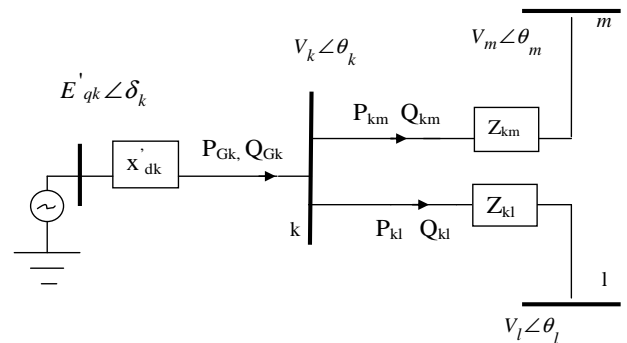 m
V_k∠θ_k
V_m∠θ_m
E'_qk∠δ_k
P_km Q_km
Z_km
P_Gk, Q_Gk
x'_dk
Z_kl
k
P_kl Q_kl
l
V_l∠θ_l